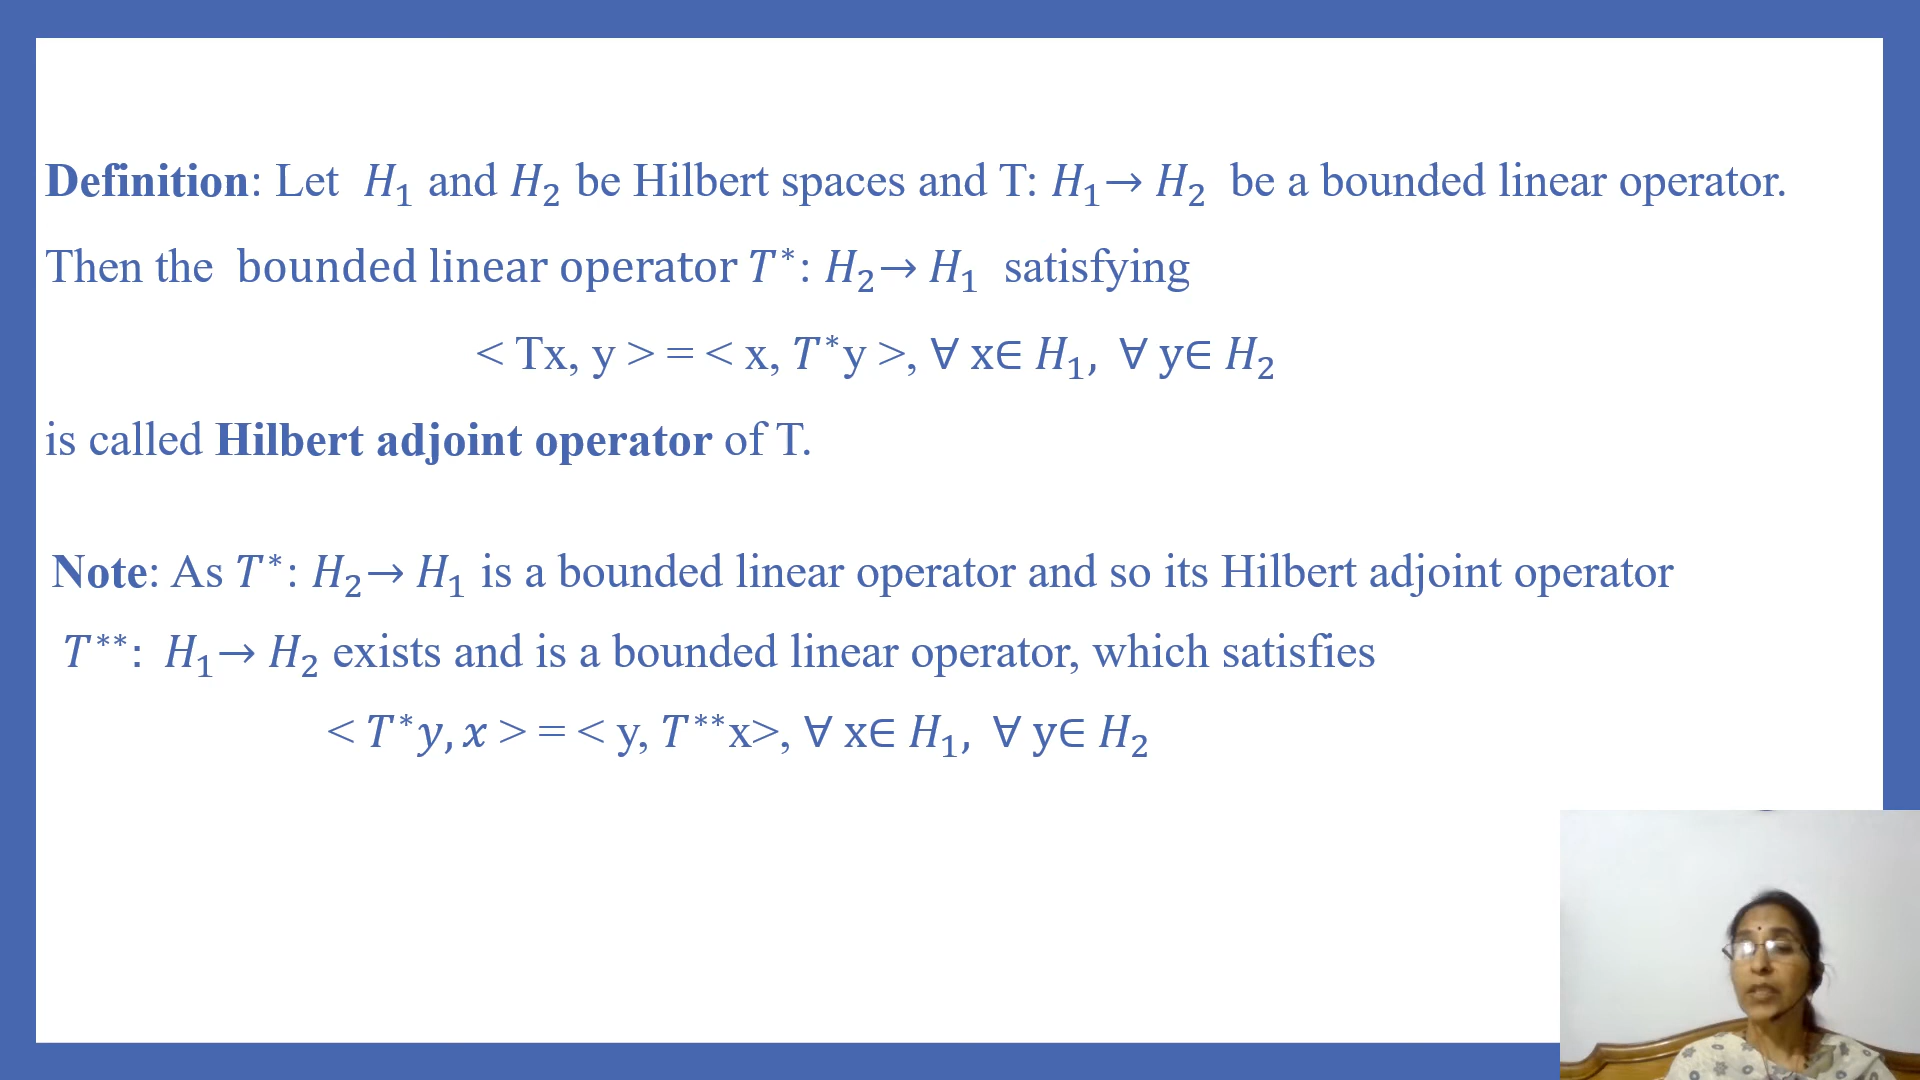 Definition: Let H₁ and H₂ be Hilbert spaces and T: H₁→ H₂ be a bounded linear operator.
Then the bounded linear operator T*: H₂→ H₁ satisfying
< Tx, y > = < x, T*y >, ∀ x∈ H₁, ∀ y∈ H₂
is called Hilbert adjoint operator of T.
Note: As T*: H₂→ H₁ is a bounded linear operator and so its Hilbert adjoint operator
T**: H₁→ H₂ exists and is a bounded linear operator, which satisfies
< T*y, x > = < y, T**x>, ∀ x∈ H₁, ∀ y∈ H₂